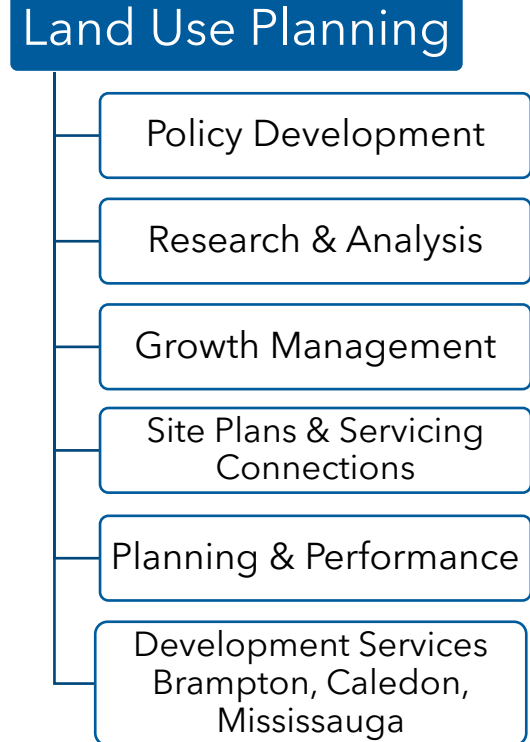 Land Use Planning
Policy Development
Research & Analysis
Growth Management
Site Plans & Servicing
Connections
Planning & Performance
Development Services
Brampton, Caledon,
Mississauga